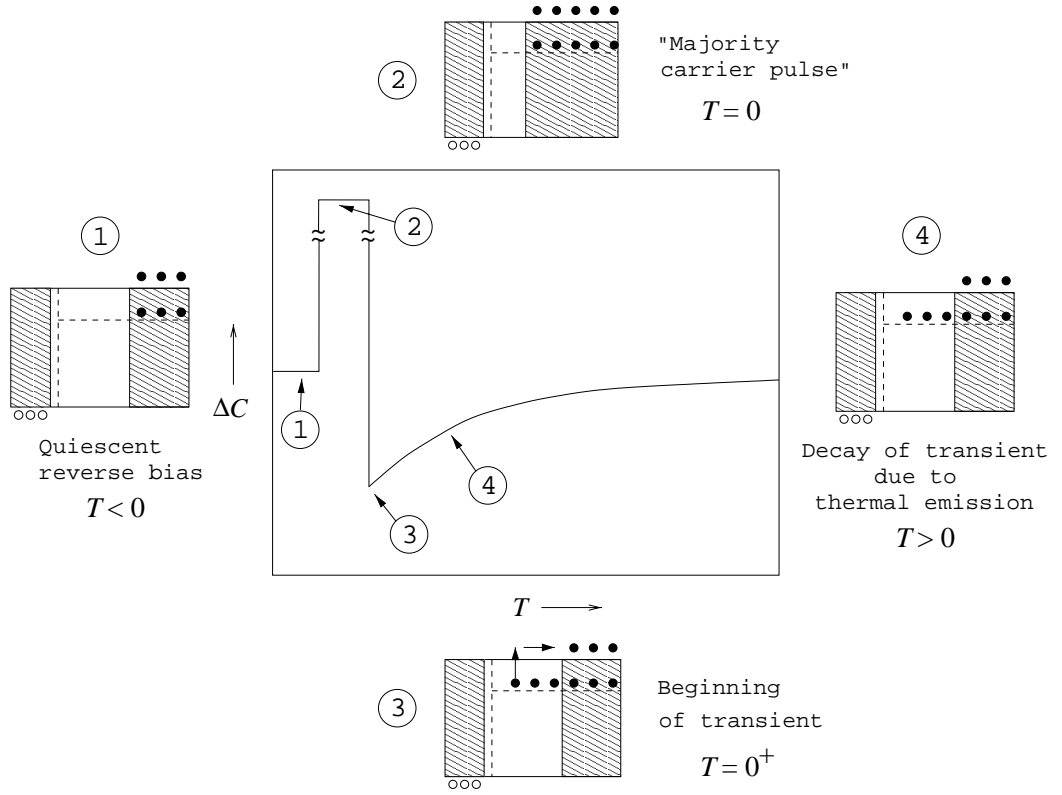 2
"Majority
carrier pulse"
T = 0
1
Quiescent
reverse bias
T < 0
ΔC
2
1
4
3
4
Decay of transient
due to
thermal emission
T > 0
T
3
Beginning
of transient
T = 0⁺